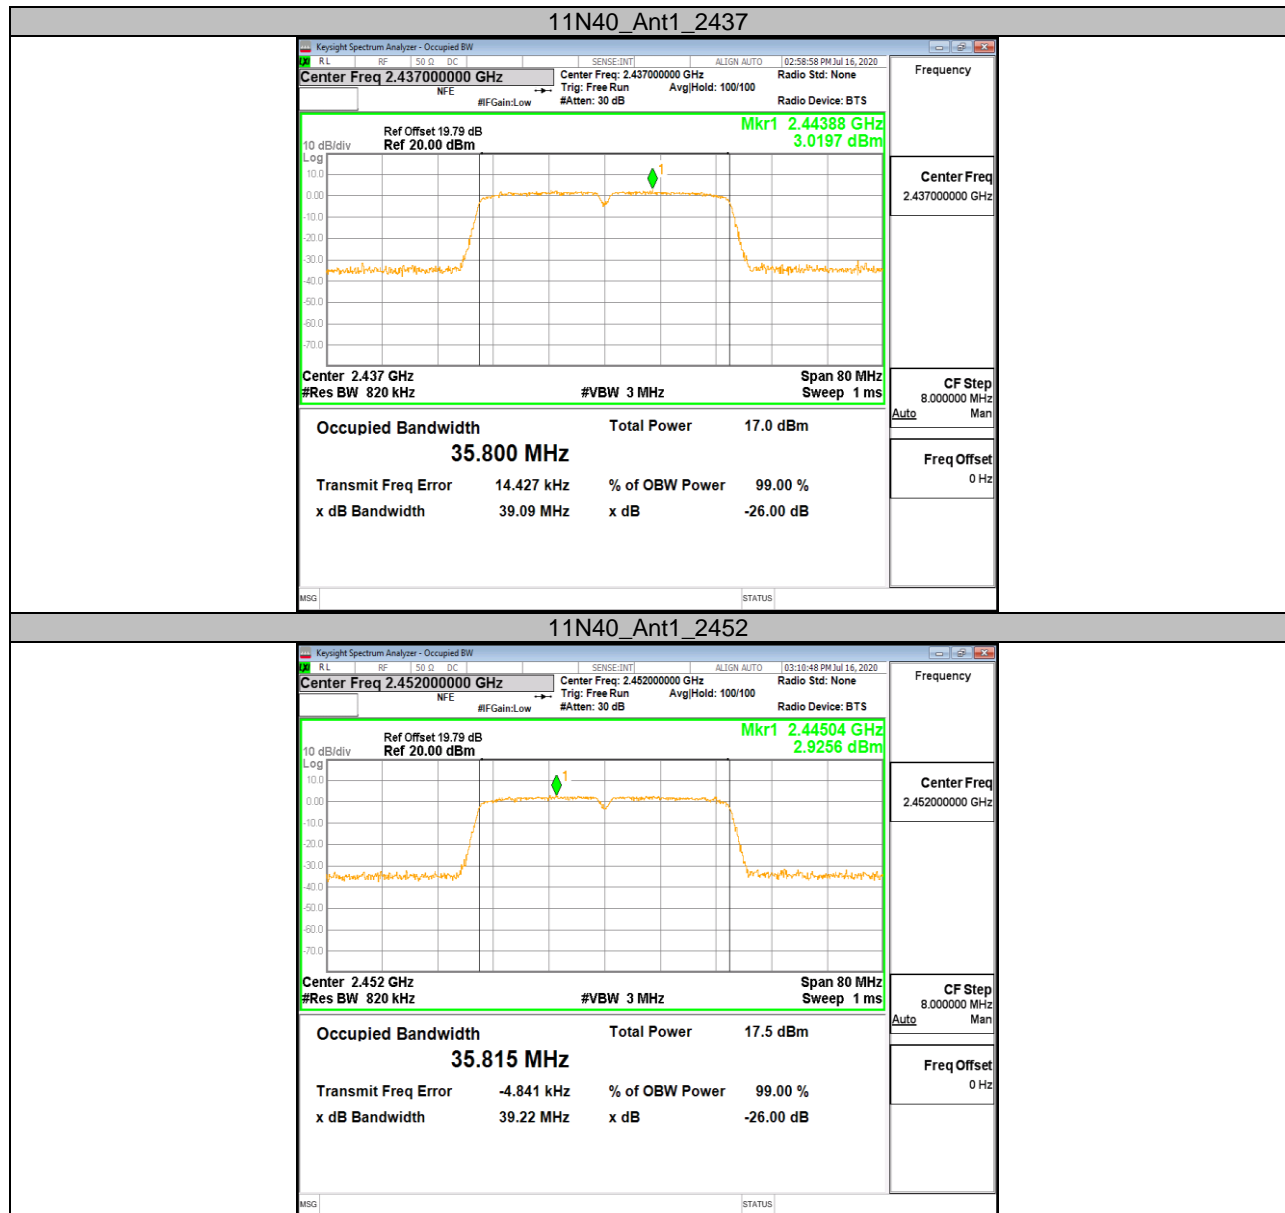 11N40_Ant1_2437
Keysight Spectrum Analyzer - Occupied BW
RL RF 50 Ω DC SENSE:INT ALIGN AUTO 02:58:58 PM Jul 16, 2020
Center Freq 2.437000000 GHz Center Freq: 2.437000000 GHz Radio Std: None Frequency
NFE Trig: Free Run Avg|Hold: 100/100
#IFGain:Low #Atten: 30 dB Radio Device: BTS
Mkr1 2.44388 GHz
Ref Offset 19.79 dB 3.0197 dBm
10 dB/div Ref 20.00 dBm
Log
1
10.0
0.00
-10.0
-20.0
-30.0
-40.0
-50.0
-60.0
-70.0
Center Freq
2.437000000 GHz
Center 2.437 GHz Span 80 MHz
#Res BW 820 kHz #VBW 3 MHz Sweep 1 ms
CF Step
8.000000 MHz
Auto Man
Occupied Bandwidth Total Power 17.0 dBm
35.800 MHz
Freq Offset
0 Hz
Transmit Freq Error 14.427 kHz % of OBW Power 99.00 %
x dB Bandwidth 39.09 MHz x dB -26.00 dB
MSG STATUS
11N40_Ant1_2452
Keysight Spectrum Analyzer - Occupied BW
RL RF 50 Ω DC SENSE:INT ALIGN AUTO 03:10:48 PM Jul 16, 2020
Center Freq 2.452000000 GHz Center Freq: 2.452000000 GHz Radio Std: None Frequency
NFE Trig: Free Run Avg|Hold: 100/100
#IFGain:Low #Atten: 30 dB Radio Device: BTS
Mkr1 2.44504 GHz
Ref Offset 19.79 dB 2.9256 dBm
10 dB/div Ref 20.00 dBm
Log
1
10.0
0.00
-10.0
-20.0
-30.0
-40.0
-50.0
-60.0
-70.0
Center Freq
2.452000000 GHz
Center 2.452 GHz Span 80 MHz
#Res BW 820 kHz #VBW 3 MHz Sweep 1 ms
CF Step
8.000000 MHz
Auto Man
Occupied Bandwidth Total Power 17.5 dBm
35.815 MHz
Freq Offset
0 Hz
Transmit Freq Error -4.841 kHz % of OBW Power 99.00 %
x dB Bandwidth 39.22 MHz x dB -26.00 dB
MSG STATUS